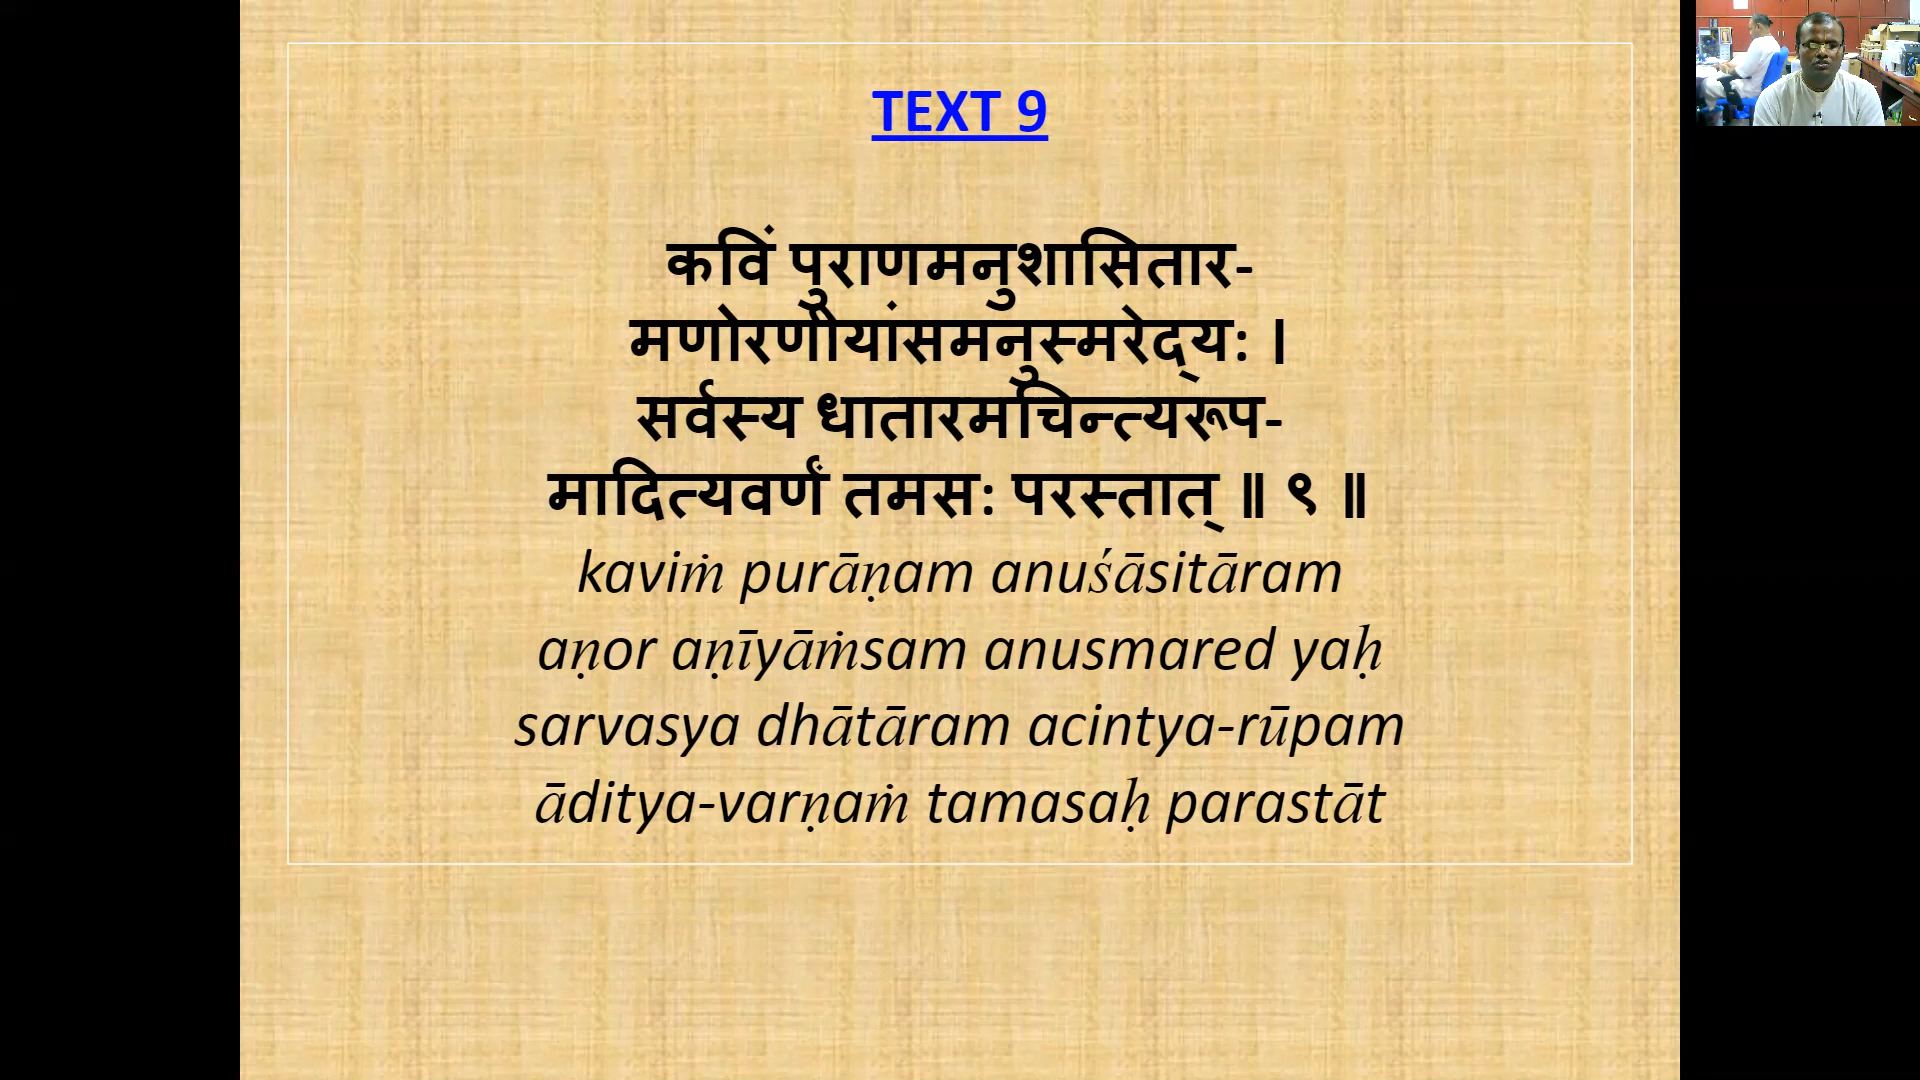 TEXT 9
कविं पुराणमनुशासितार-
मणोरणीयांसमनुस्मरेद्‍यः ।
सर्वस्य धातारमचिन्त्यरूप-
मादित्यवर्णं तमसः परस्तात् ॥ ९ ॥
kaviṁ purāṇam anuśāsitāram
aṇor aṇīyāṁsam anusmared yaḥ
sarvasya dhātāram acintya-rūpam
āditya-varṇaṁ tamasaḥ parastāt